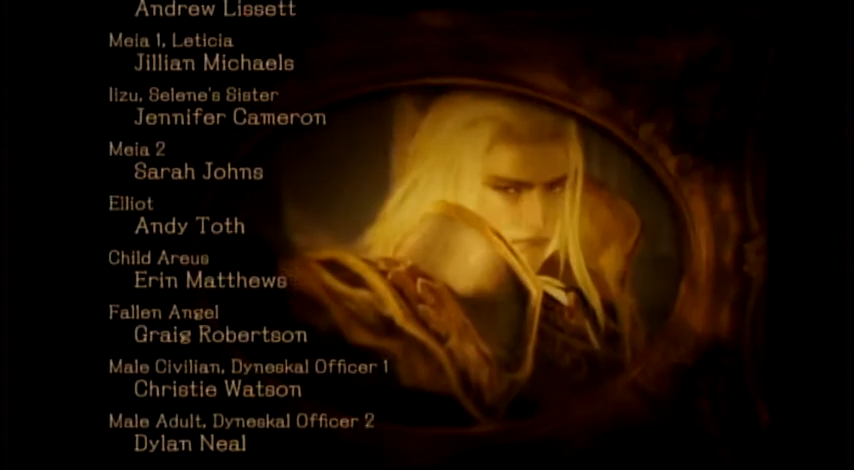 Andrew Lissett
Meia 1, Leticia
Jillian Michaels
Iizu, Selene's Sister
Jennifer Cameron
Meia 2
Sarah Johns
Elliot
Andy Toth
Child Areus
Erin Matthews
Fallen Angel
Graig Robertson
Male Civilian, Dyneskal Officer 1
Christie Watson
Male Adult, Dyneskal Officer 2
Dylan Neal